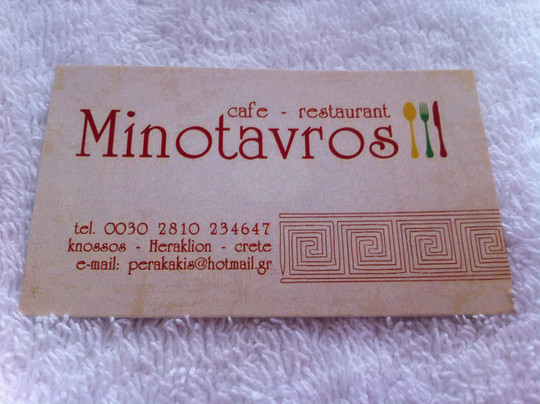 cafe - restaurant
Minotavros
tel. 0030 2810 234647
knossos - Heraklion - crete
e-mail: perakakis@hotmail.gr